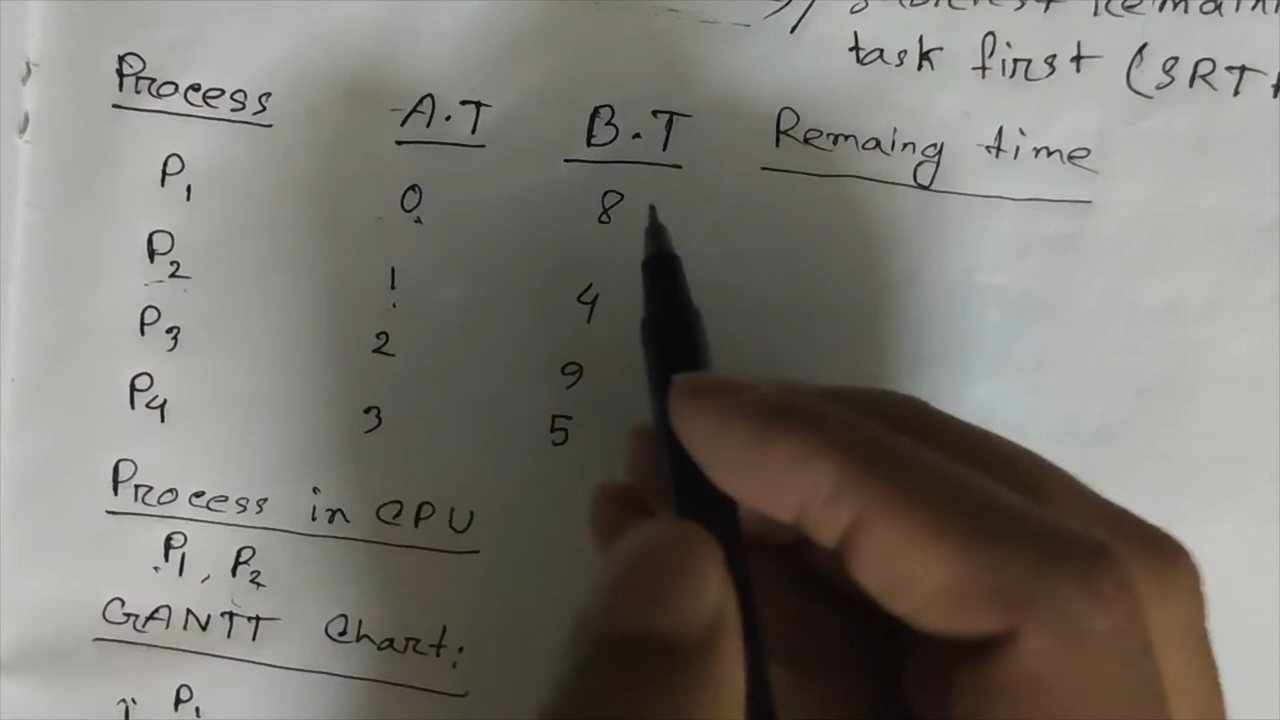 Remaini
task first (SRT
Process A.T B.T Remaing time
P1 0 8
P2 1 4
P3 2 9
P4 3 5
Process in CPU
P1, P2
GANTT Chart:
P1